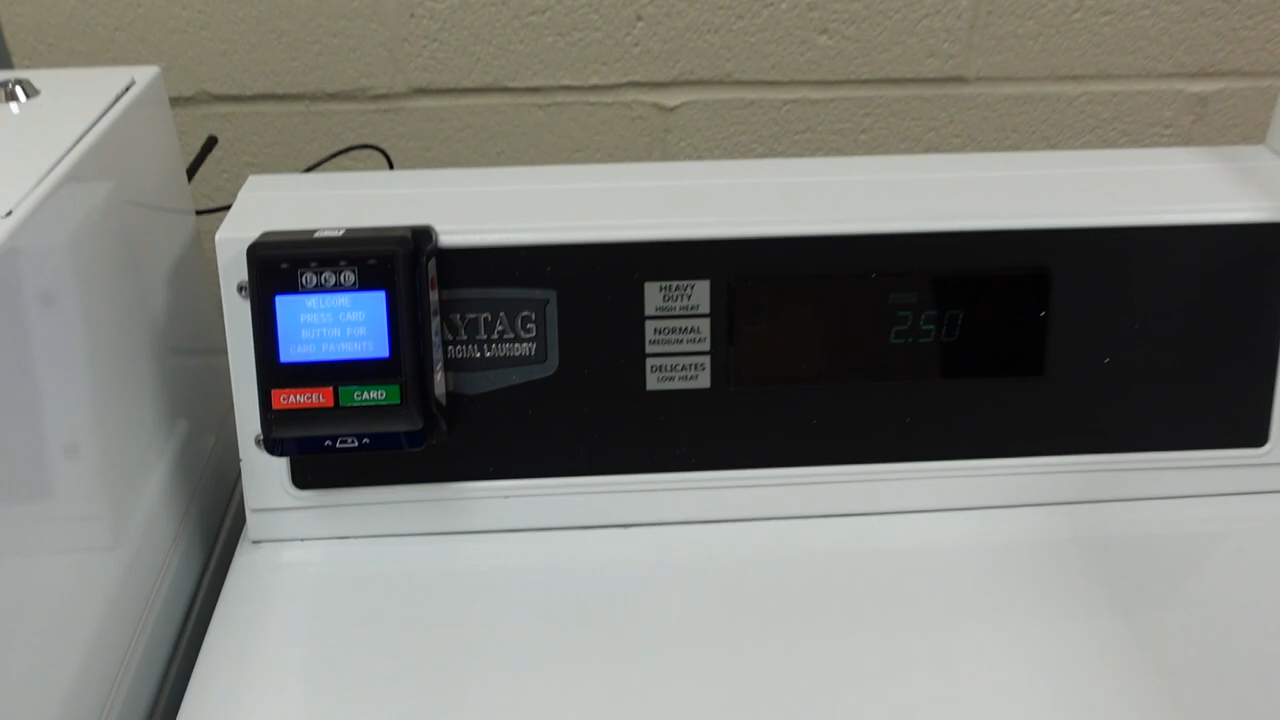 WELCOME
PRESS CARD
BUTTON FOR
CARD PAYMENTS
CANCEL
CARD
AYTAG
RCIAL LAUNDRY
HEAVY
DUTY
HIGH HEAT
NORMAL
MEDIUM HEAT
DELICATES
LOW HEAT
2.50